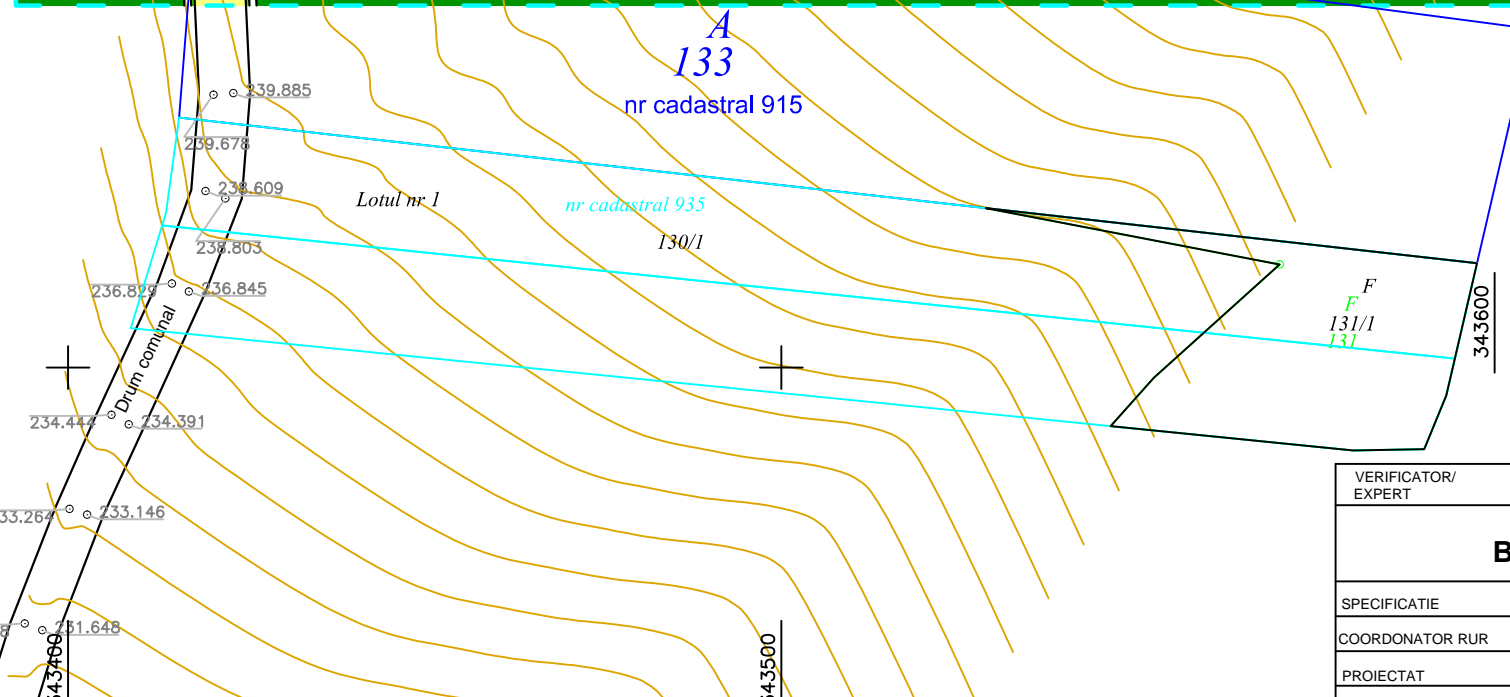 A
133
nr cadastral 915
239.885
239.678
238.609
238.803
Lotul nr 1
nr cadastral 935
130/1
236.829
236.845
Drum comunal
F
F
131/1
131
343600
234.444
234.391
33.264
233.146
8
231.648
343400
343500
VERIFICATOR/
EXPERT
B
SPECIFICATIE
COORDONATOR RUR
PROIECTAT